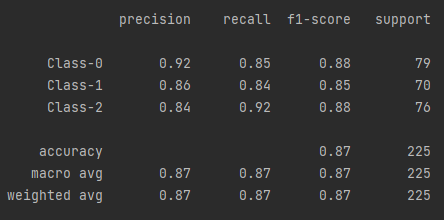 precision recall f1-score support
Class-0 0.92 0.85 0.88 79
Class-1 0.86 0.84 0.85 70
Class-2 0.84 0.92 0.88 76
accuracy 0.87 225
macro avg 0.87 0.87 0.87 225
weighted avg 0.87 0.87 0.87 225